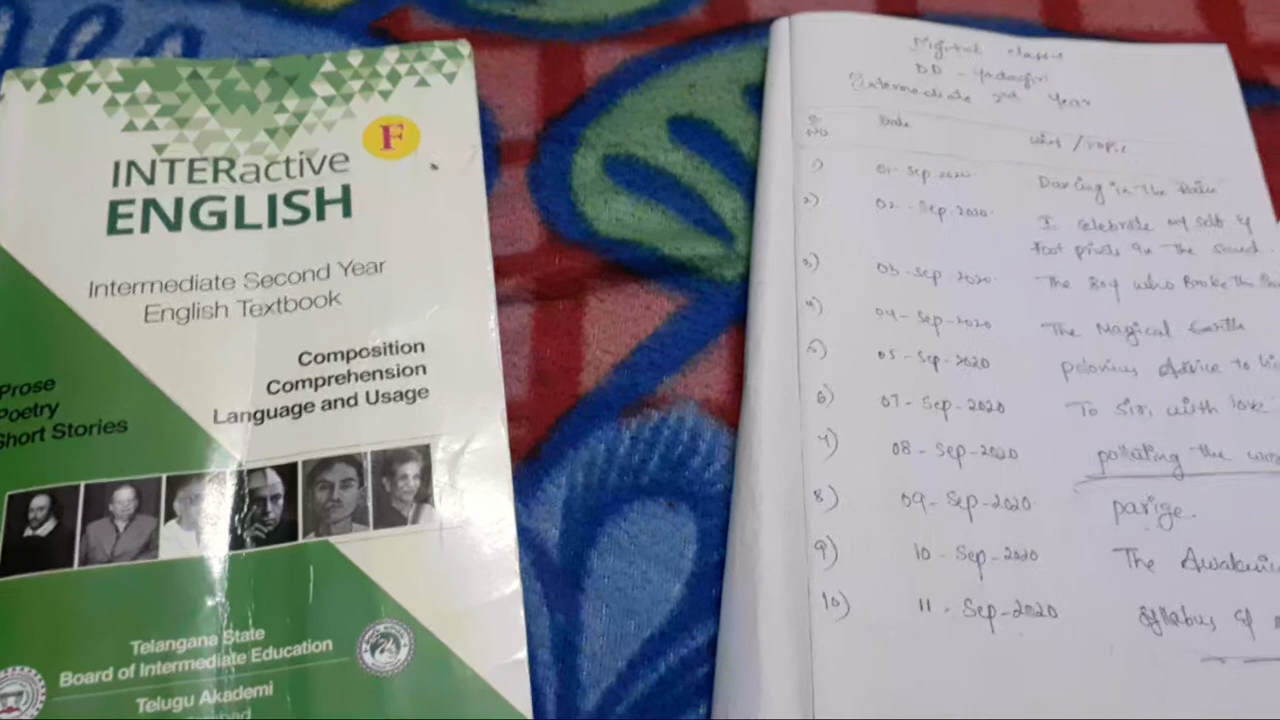 F
INTERactive
ENGLISH
Intermediate Second Year
English Textbook
Composition
Comprehension
Language and Usage
Prose
Poetry
Short Stories
Telangana State
Board of Intermediate Education
Telugu Akademi
DD - Yadagiri
Intermediate 2nd Year
S.
No
Date
Unit / Topic
1) 01-Sep 2020 Dancing in the Rain
2) 02-Sep.2020 I celebrate my self &
Foot prints in the Sand
3) 03-Sep 2020 The Boy who Broke the
4) 04-Sep-2020 The Magical Earth
5) 05-Sep-2020 polonius Advice to
6) 07-Sep-2020 To Sir, with love
7) 08-Sep-2020 polluting the
8) 09-Sep-2020 parige.
9) 10-Sep-2020 The
10) 11-Sep-2020 Syllabus of